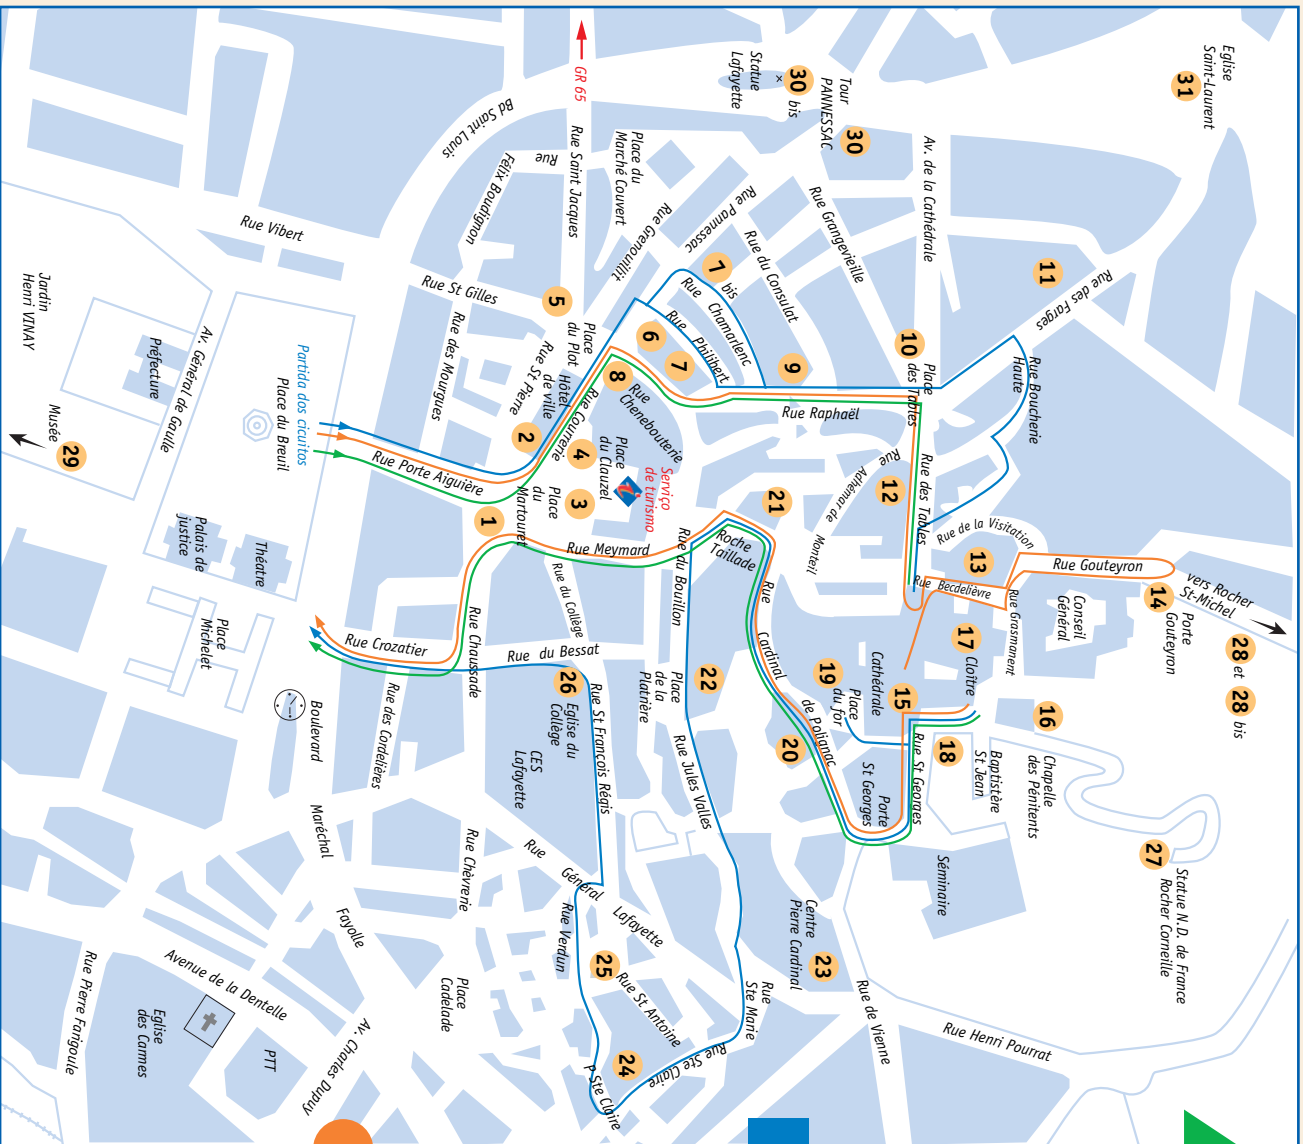 GR 65
Statue
Lafayette
30
bis
Tour
PANNESSAC
30
Eglise
Saint-Laurent
31
Bd Saint Louis
Rue
Félix Boudignon
Rue Saint Jacques
Place du
Marché Couvert
Rue Grenouillit
Rue Pannessac
Rue du Consulat
Rue Grangevieille
Av. de la Cathédrale
11
Rue des Farges
Rue Vibert
Rue St Gilles
5
Place
du Plot
7
bis
Rue Chamarlenc
Rue Philibert
6
7
9
10
Place
des Tables
Rue Boucherie
Haute
Jardin
Henri VINAY
Préfecture
Av. Général de Gaulle
Partida dos cicuitos
Place du Breuil
Rue des Mourgues
Rue St Pierre
Hôtel
de ville
8
Rue
Chenebouterie
Rue Courrerie
Rue Raphaël
Musée
29
Rue Porte Aiguière
2
4
Place
du Clauzel
Serviço
de turismo
i
3
Place
du
Martouret
1
Rue
Adhémar de
Monteil
12
Rue des Tables
21
Rue de la Visitation
13
Rue Gouteyron
Rue Becdelièvre
Rue Grasmanent
Conseil
Général
14
Porte
Gouteyron
vers Rocher
St-Michel
28 et
28 bis
Palais de
justice
Théatre
Rue Meymard
Rue du Collège
Rue du Bouillon
Roche
Taillade
Rue Cardinal
de Polignac
Place
Michelet
Rue Crozatier
Rue Chaussade
Rue du Bessat
26
Eglise du
Collège
Place
de la
Platrière
22
19
Place
du for
Cathédrale
15
17
Cloître
16
Boulevard
Maréchal
Fayolle
Rue des Cordelières
CES
Lafayette
Rue St François Régis
Rue Jules Valles
20
Porte
St Georges
Rue St Georges
18
Baptistère
St Jean
Chapelle
des Pénitents
27
Statue N.D. de France
Rocher Corneille
Séminaire
Rue Chèvrerie
Rue
Général
Lafayette
Rue Verdun
25
Rue St Antoine
Centre
Pierre Cardinal
23
Rue
Ste Marie
Rue de Vienne
Rue Henri Pourrat
Rue Pierre Farigoule
Avenue de la Dentelle
Eglise
des Carmes
PTT
Av. Charles Dupuy
Place
Cadelade
24
Rue Ste Claire
P Ste Claire